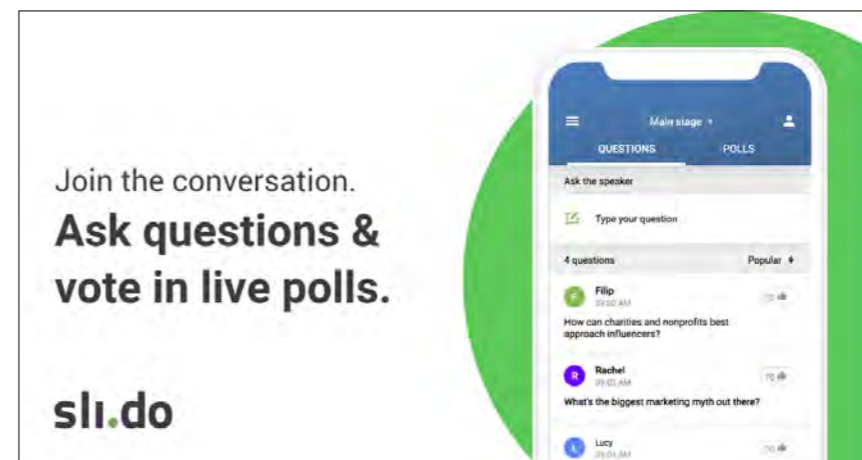 Join the conversation.
Ask questions &
vote in live polls.
sli.do
Main stage
QUESTIONS POLLS
Ask the speaker
Type your question
4 questions Popular
Filip
How can charities and nonprofits best
approach influencers?
R Rachel
What's the biggest marketing myth out there?
L Lucy